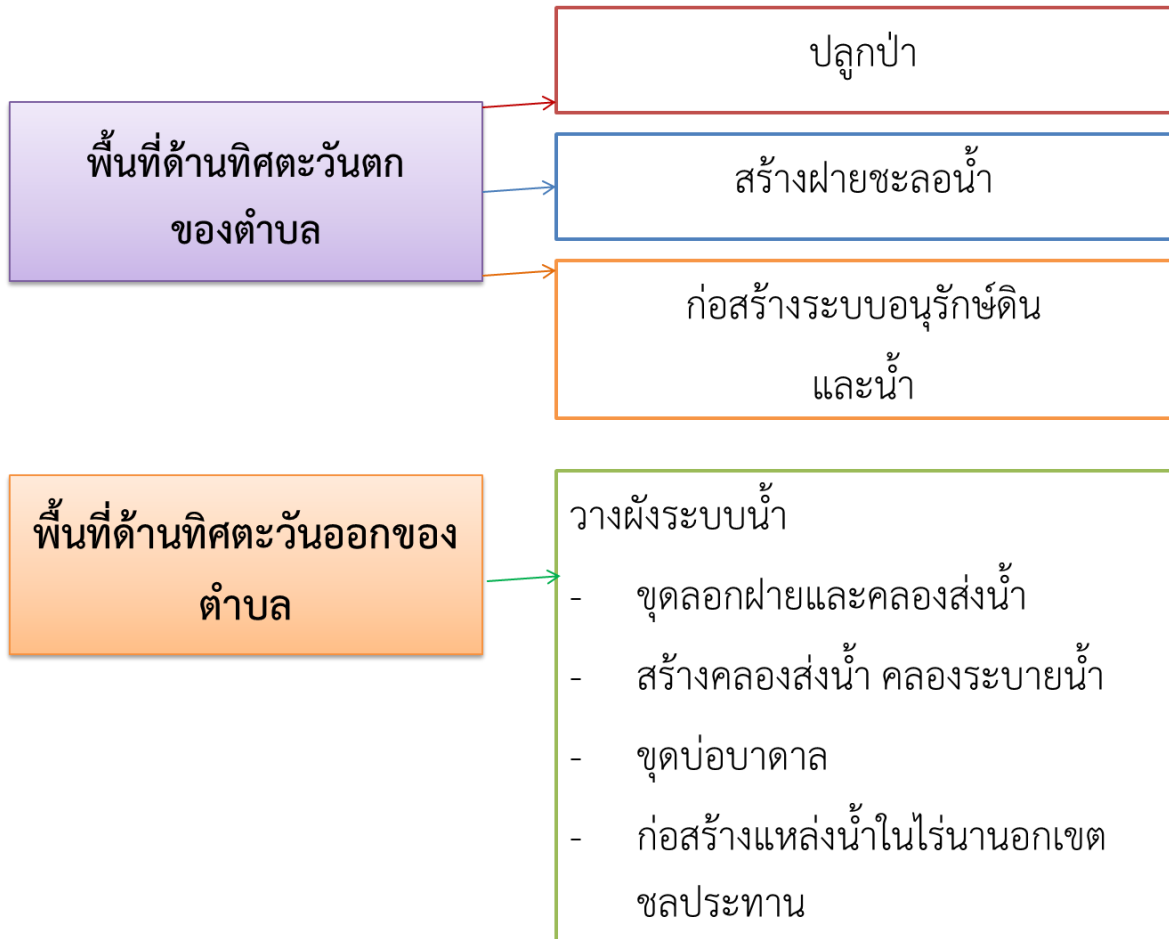 พื้นที่ด้านทิศตะวันตก
ของตำบล
ปลูกป่า
สร้างฝายชะลอน้ำ
ก่อสร้างระบบอนุรักษ์ดิน
และน้ำ
พื้นที่ด้านทิศตะวันออกของ
ตำบล
วางผังระบบน้ำ
- ขุดลอกฝายและคลองส่งน้ำ
- สร้างคลองส่งน้ำ คลองระบายน้ำ
- ขุดบ่อบาดาล
- ก่อสร้างแหล่งน้ำในไร่นานอกเขต
ชลประทาน